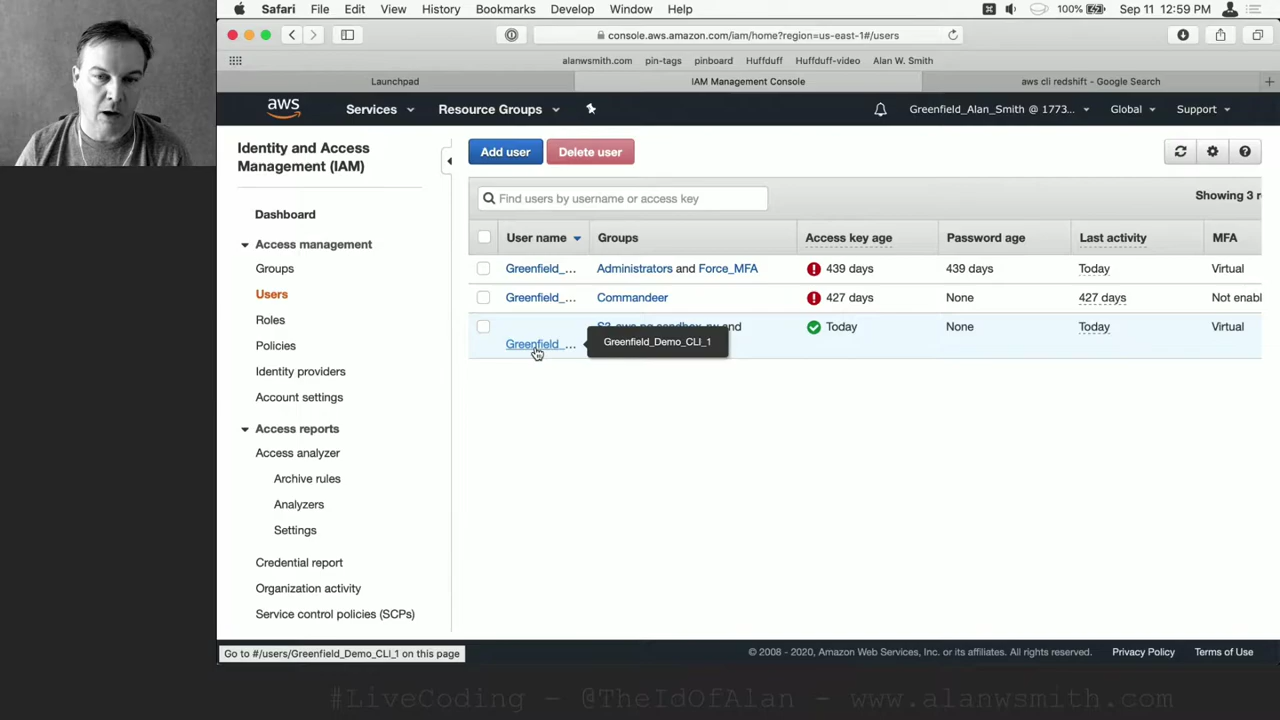 Safari File Edit View History Bookmarks Develop Window Help 100% Sep 11 12:59 PM
console.aws.amazon.com/iam/home?region=us-east-1#/users
alanwsmith.com pin-tags pinboard Huffduff Huffduff-video Alan W. Smith
Launchpad IAM Management Console aws cli redshift - Google Search
aws Services Resource Groups Greenfield_Alan_Smith @ 1773... Global Support
Identity and Access
Management (IAM)
Dashboard
Access management
Groups
Users
Roles
Policies
Identity providers
Account settings
Access reports
Access analyzer
Archive rules
Analyzers
Settings
Credential report
Organization activity
Service control policies (SCPs)
Add user Delete user
Find users by username or access key Showing 3
User name Groups Access key age Password age Last activity MFA
Greenfield_... Administrators and Force_MFA 439 days 439 days Today Virtual
Greenfield_... Commandeer 427 days None 427 days Not enabl
and Today None Today Virtual
Greenfield_... Greenfield_Demo_CLI_1
Go to #/users/Greenfield_Demo_CLI_1 on this page
© 2008 - 2020, Amazon Web Services, Inc. or its affiliates. All rights reserved. Privacy Policy Terms of Use
#LiveCoding - @TheIdOfAlan - www.alanwsmith.com